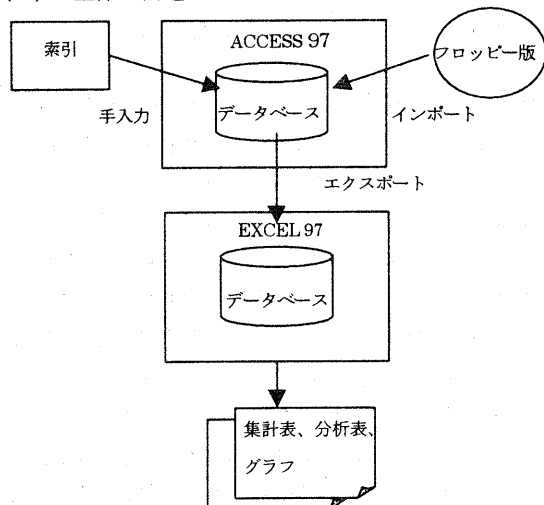 索引
ACCESS 97
フロッピー版
手入力
データベース
インポート
エクスポート
EXCEL 97
データベース
集計表、分析表、
グラフ